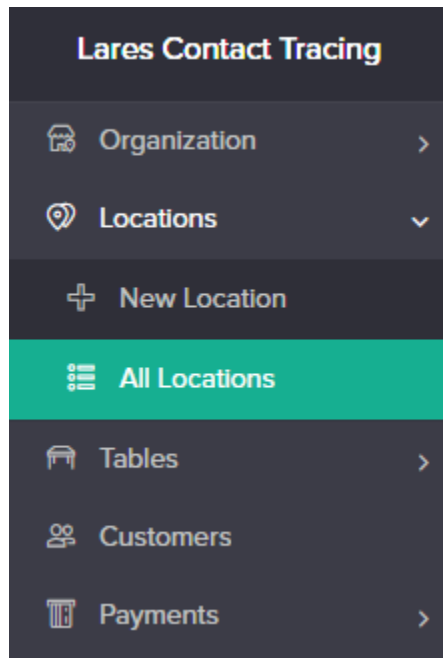 Lares Contact Tracing
Organization
Locations
New Location
All Locations
Tables
Customers
Payments